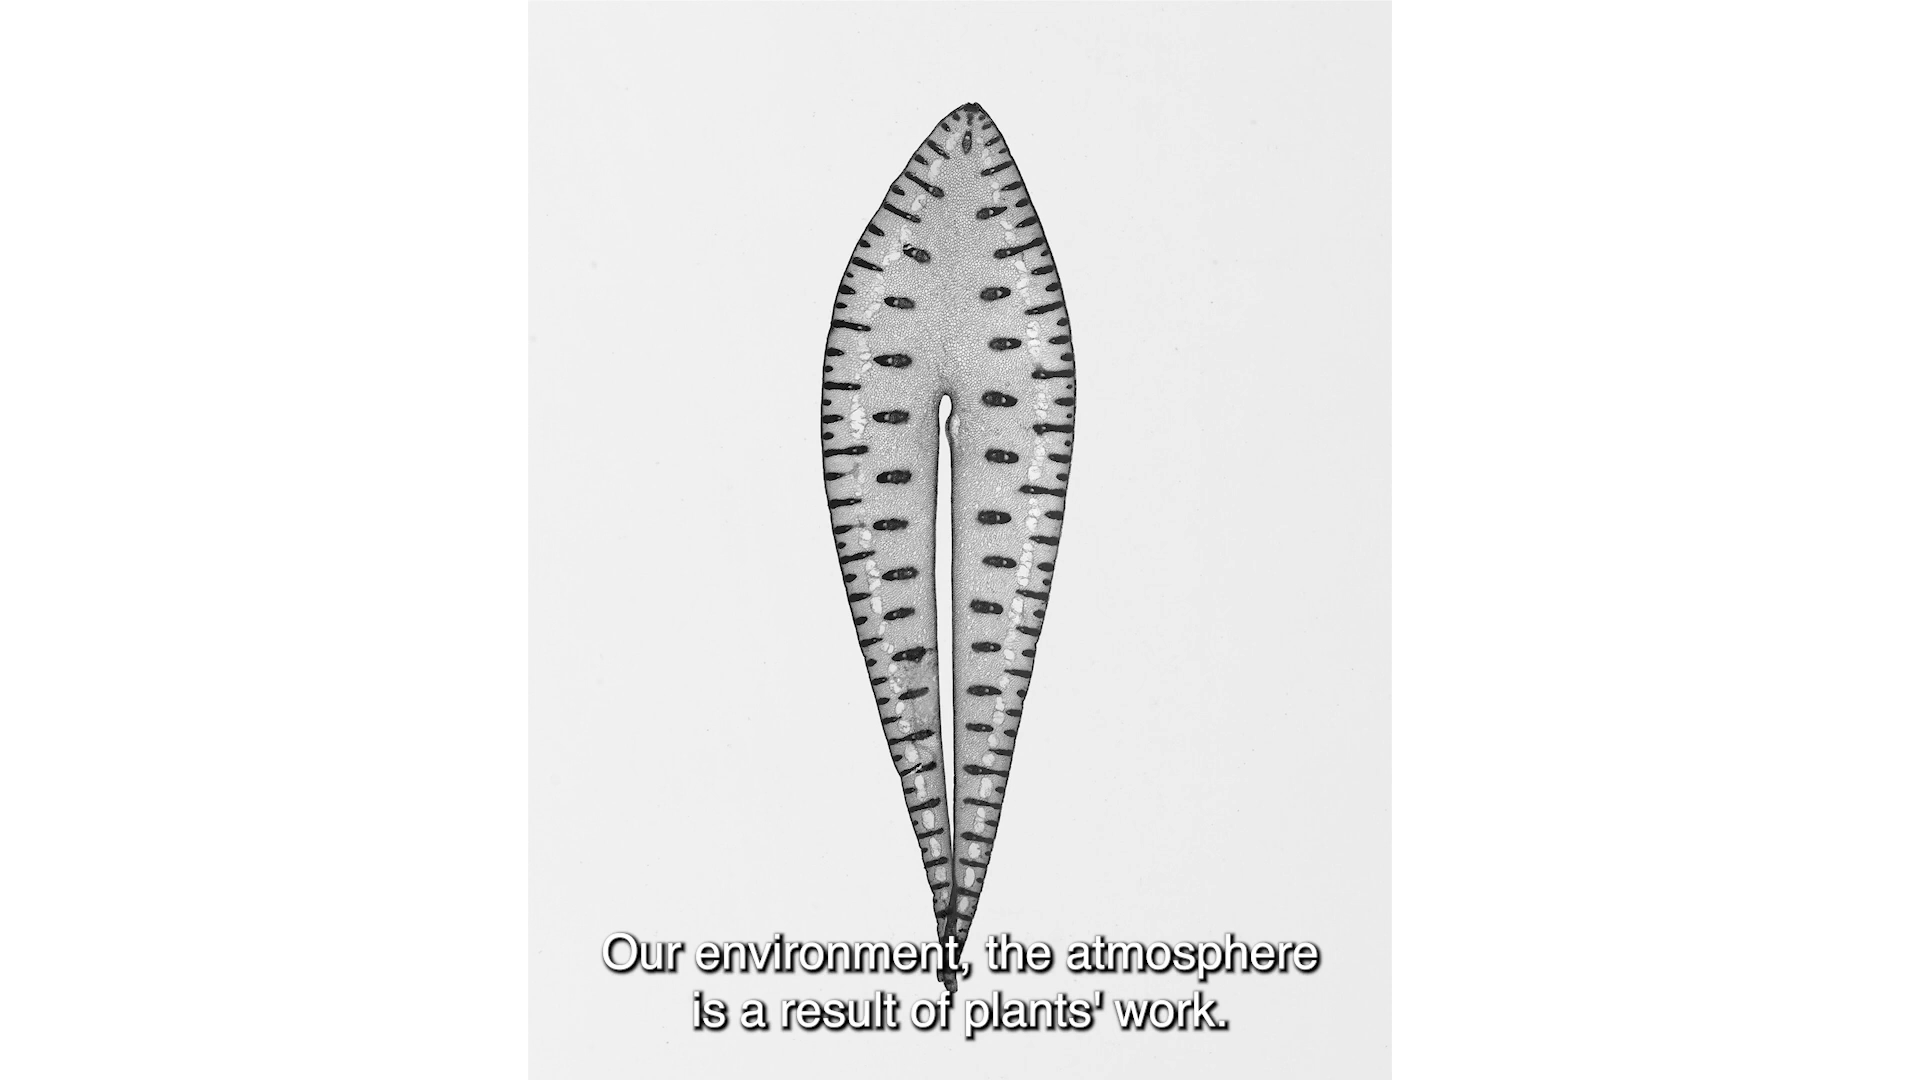 Our environment, the atmosphere
is a result of plants' work.